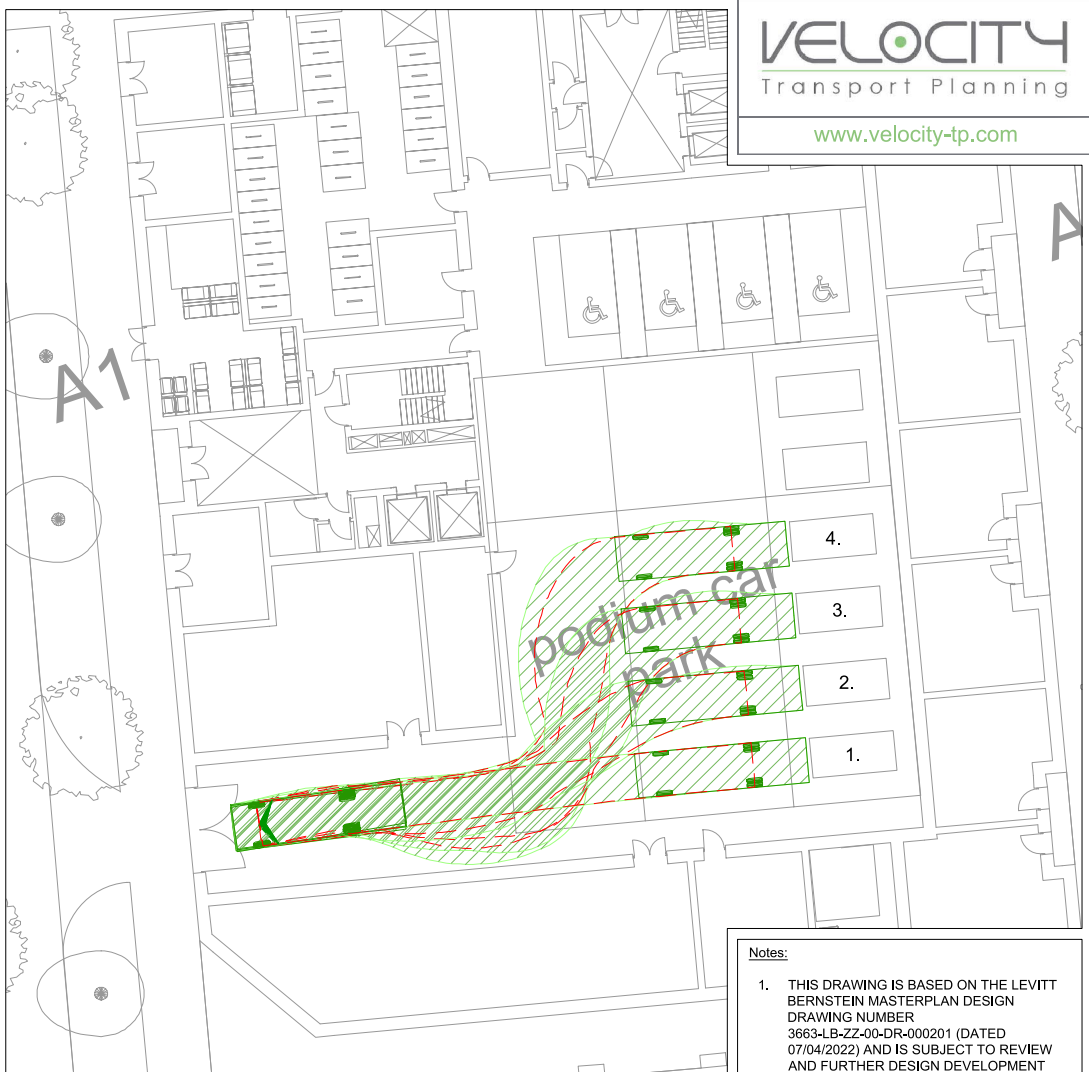 VELOCITY
Transport Planning
www.velocity-tp.com
A
A1
podium car
park
4.
3.
2.
1.
Notes:
1. THIS DRAWING IS BASED ON THE LEVITT
BERNSTEIN MASTERPLAN DESIGN
DRAWING NUMBER
3663-LB-ZZ-00-DR-000201 (DATED
07/04/2022) AND IS SUBJECT TO REVIEW
AND FURTHER DESIGN DEVELOPMENT